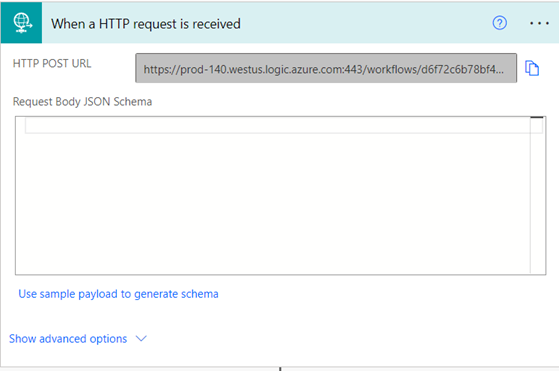 When a HTTP request is received
HTTP POST URL
https://prod-140.westus.logic.azure.com:443/workflows/d6f72c6b78bf4...
Request Body JSON Schema
Use sample payload to generate schema
Show advanced options